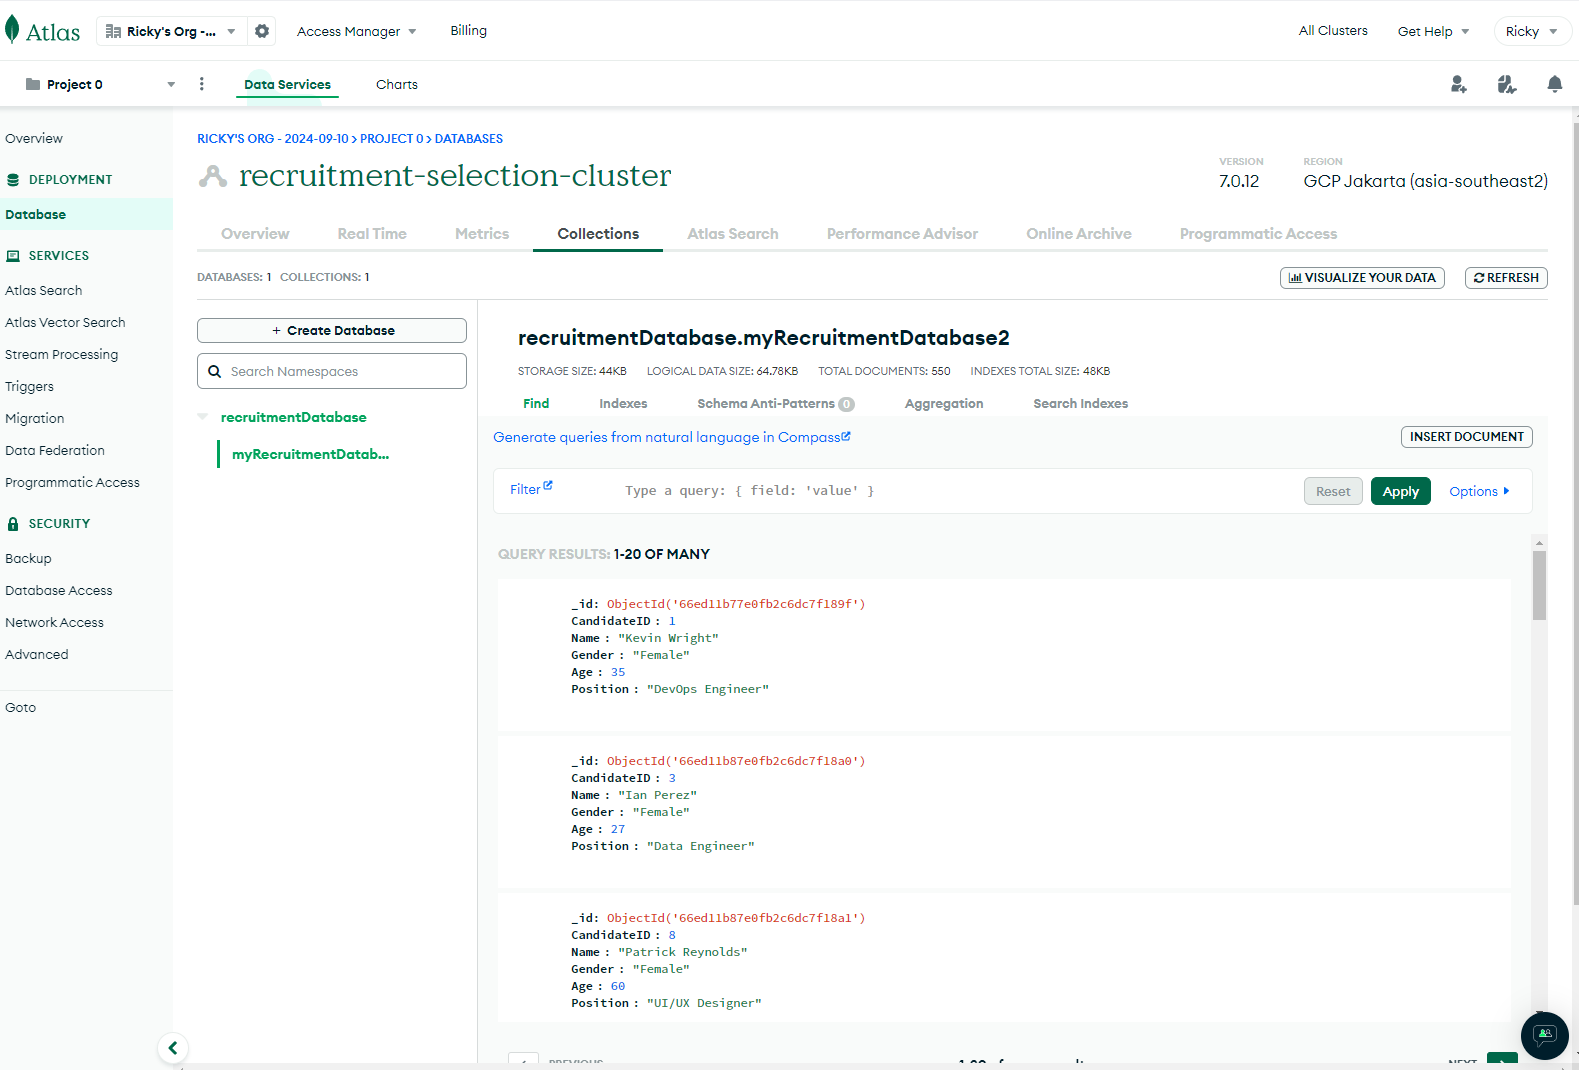 Atlas
Ricky's Org -...
Access Manager
Billing
All Clusters
Get Help
Ricky
Project 0
Data Services
Charts
Overview
DEPLOYMENT
Database
SERVICES
Atlas Search
Atlas Vector Search
Stream Processing
Triggers
Migration
Data Federation
Programmatic Access
SECURITY
Backup
Database Access
Network Access
Advanced
Goto
RICKY'S ORG - 2024-09-10 > PROJECT 0 > DATABASES
recruitment-selection-cluster
VERSION
7.0.12
REGION
GCP Jakarta (asia-southeast2)
Overview
Real Time
Metrics
Collections
Atlas Search
Performance Advisor
Online Archive
Programmatic Access
DATABASES: 1 COLLECTIONS: 1
VISUALIZE YOUR DATA
REFRESH
+ Create Database
Search Namespaces
recruitmentDatabase
myRecruitmentDatab...
recruitmentDatabase.myRecruitmentDatabase2
STORAGE SIZE: 44KB LOGICAL DATA SIZE: 64.78KB TOTAL DOCUMENTS: 550 INDEXES TOTAL SIZE: 48KB
Find
Indexes
Schema Anti-Patterns 0
Aggregation
Search Indexes
Generate queries from natural language in Compass
INSERT DOCUMENT
Filter
Type a query: { field: 'value' }
Reset
Apply
Options
QUERY RESULTS: 1-20 OF MANY
_id: ObjectId('66ed11b77e0fb2c6dc7f189f')
CandidateID : 1
Name : "Kevin Wright"
Gender : "Female"
Age : 35
Position : "DevOps Engineer"
_id: ObjectId('66ed11b87e0fb2c6dc7f18a0')
CandidateID : 3
Name : "Ian Perez"
Gender : "Female"
Age : 27
Position : "Data Engineer"
_id: ObjectId('66ed11b87e0fb2c6dc7f18a1')
CandidateID : 8
Name : "Patrick Reynolds"
Gender : "Female"
Age : 60
Position : "UI/UX Designer"